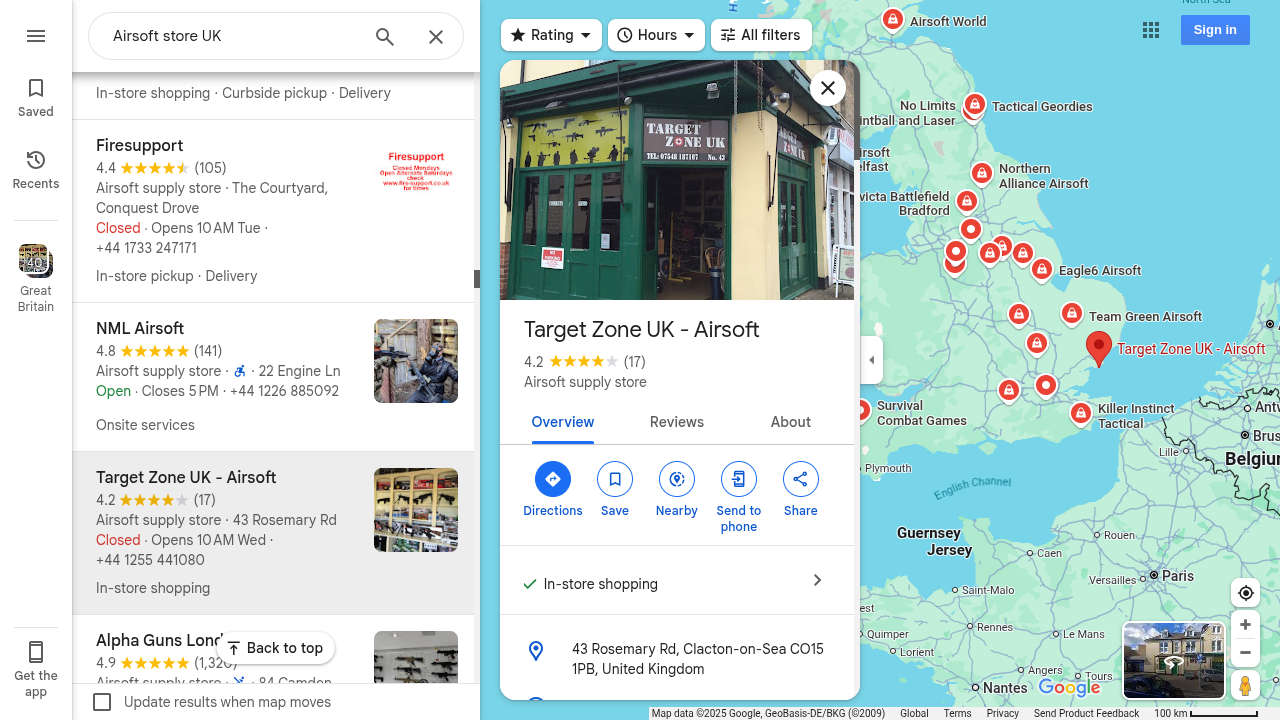 Airsoft store UK
Saved
Recents
Great
Britain
Get the
app
In-store shopping · Curbside pickup · Delivery
Firesupport
4.4 (105)
Airsoft supply store · The Courtyard,
Conquest Drove
Closed · Opens 10 AM Tue ·
+44 1733 247171
In-store pickup · Delivery
Firesupport
Closed Mondays
Open Alternate Saturdays
check
www.fire-support.co.uk
for times
NML Airsoft
4.8 (141)
Airsoft supply store · · 22 Engine Ln
Open · Closes 5 PM · +44 1226 885092
Onsite services
Target Zone UK - Airsoft
4.2 (17)
Airsoft supply store · 43 Rosemary Rd
Closed · Opens 10 AM Wed ·
+44 1255 441080
In-store shopping
Alpha Guns Lond
4.9 (1,320)
Airsoft supply store · · 84 Camden
Back to top
Update results when map moves
Rating
Hours
All filters
Sign in
TARGET
ZONE UK
TEL: 07548 187167 No. 43
Target Zone UK - Airsoft
4.2 (17)
Airsoft supply store
Overview
Reviews
About
Directions
Save
Nearby
Send to
phone
Share
In-store shopping
43 Rosemary Rd, Clacton-on-Sea CO15
1PB, United Kingdom
North Sea
Airsoft World
No Limits
ntball and Laser
Tactical Geordies
irsoft
elfast
Northern
Alliance Airsoft
victa Battlefield
Bradford
Eagle6 Airsoft
Team Green Airsoft
Target Zone UK - Airsoft
Survival
Combat Games
Killer Instinct
Tactical
Plymouth
English Channel
Lille
Antw
Brus
Belgium
Guernsey
Jersey
Rouen
Caen
Versailles
Paris
Saint-Malo
est
Quimper
Rennes
Le Mans
Lorient
Angers
Tours
Nantes
Google
Map data ©2025 Google, GeoBasis-DE/BKG (©2009)
Global
Terms
Privacy
Send Product Feedback
100 km